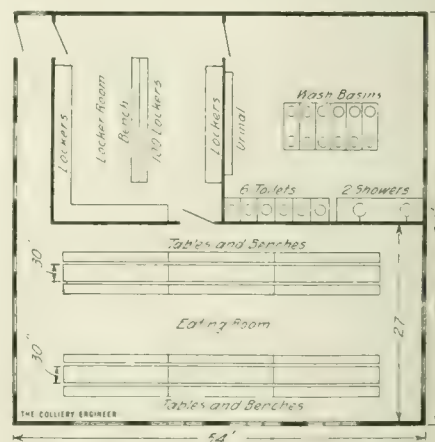 Wash Basins
Lockers
Locker Room
Bench
100 Lockers
Lockers
Urinal
6 Toilets
2 Showers
Tables and Benches
30"
Eating Room
27
30"
THE COLLIERY ENGINEER
Tables and Benches
54'